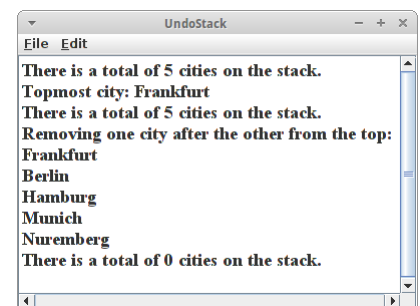 UndoStack
File Edit
There is a total of 5 cities on the stack.
Topmost city: Frankfurt
There is a total of 5 cities on the stack.
Removing one city after the other from the top:
Frankfurt
Berlin
Hamburg
Munich
Nuremberg
There is a total of 0 cities on the stack.